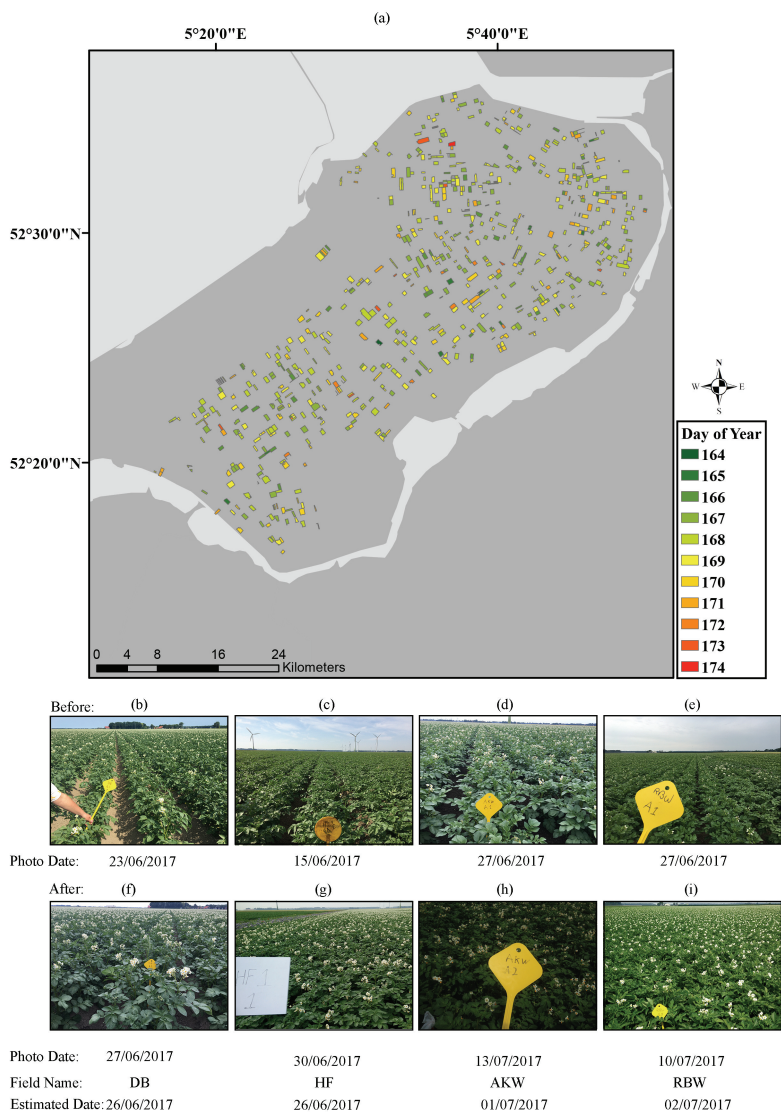 (a)
5°20'0"E 5°40'0"E
52°30'0"N
52°20'0"N
N
W E
S
Day of Year
164
165
166
167
168
169
170
171
172
173
174
0 4 8 16 24
Kilometers
Before: (b) (c) (d) (e)
RBW
A1
Photo Date: 23/06/2017 15/06/2017 27/06/2017 27/06/2017
After: (f) (g) (h) (i)
HF 1
1
AKW
A2
Photo Date: 27/06/2017 30/06/2017 13/07/2017 10/07/2017
Field Name: DB HF AKW RBW
Estimated Date: 26/06/2017 26/06/2017 01/07/2017 02/07/2017